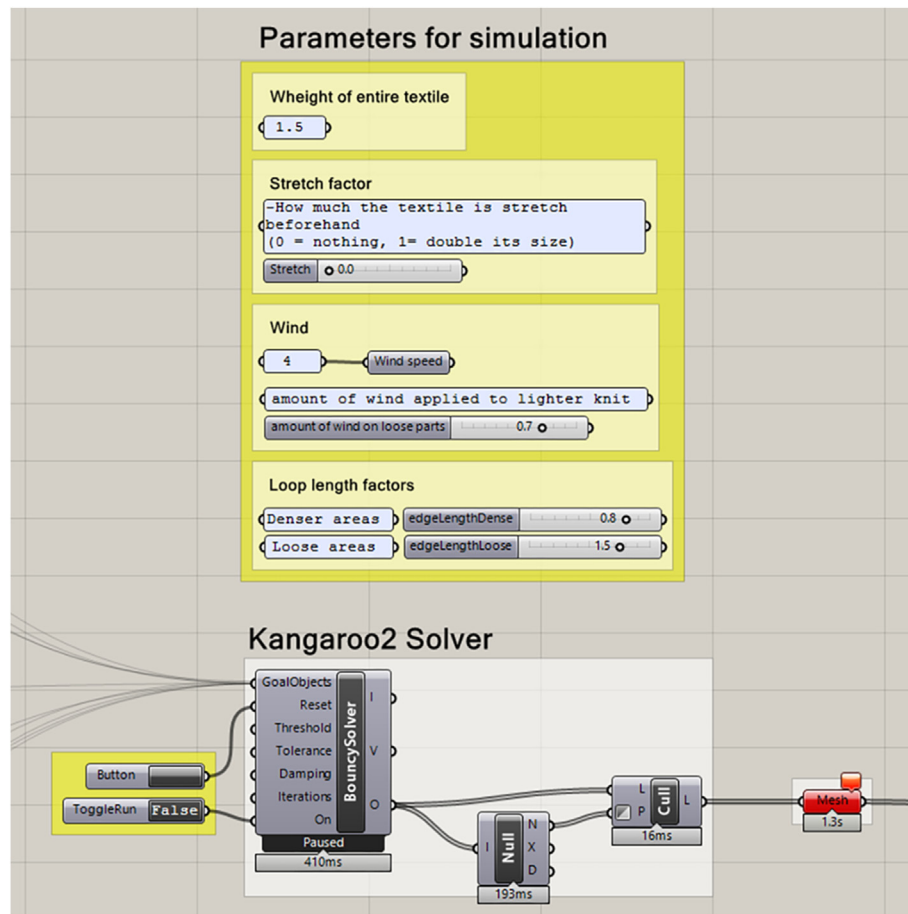 Parameters for simulation
Wheight of entire textile
1.5
Stretch factor
-How much the textile is stretch
beforehand
(0 = nothing, 1= double its size)
Stretch 0.0
Wind
4 Wind speed
amount of wind applied to lighter knit
amount of wind on loose parts 0.7
Loop length factors
Denser areas edgeLengthDense 0.8
Loose areas edgeLengthLoose 1.5
Kangaroo2 Solver
GoalObjects
Reset
Threshold
Tolerance
Damping
Iterations
On
BouncySolver
I
V
O
Paused
410ms
Button
ToggleRun False
I
Null
N
X
D
193ms
L
P
Cull
L
16ms
Mesh
1.3s